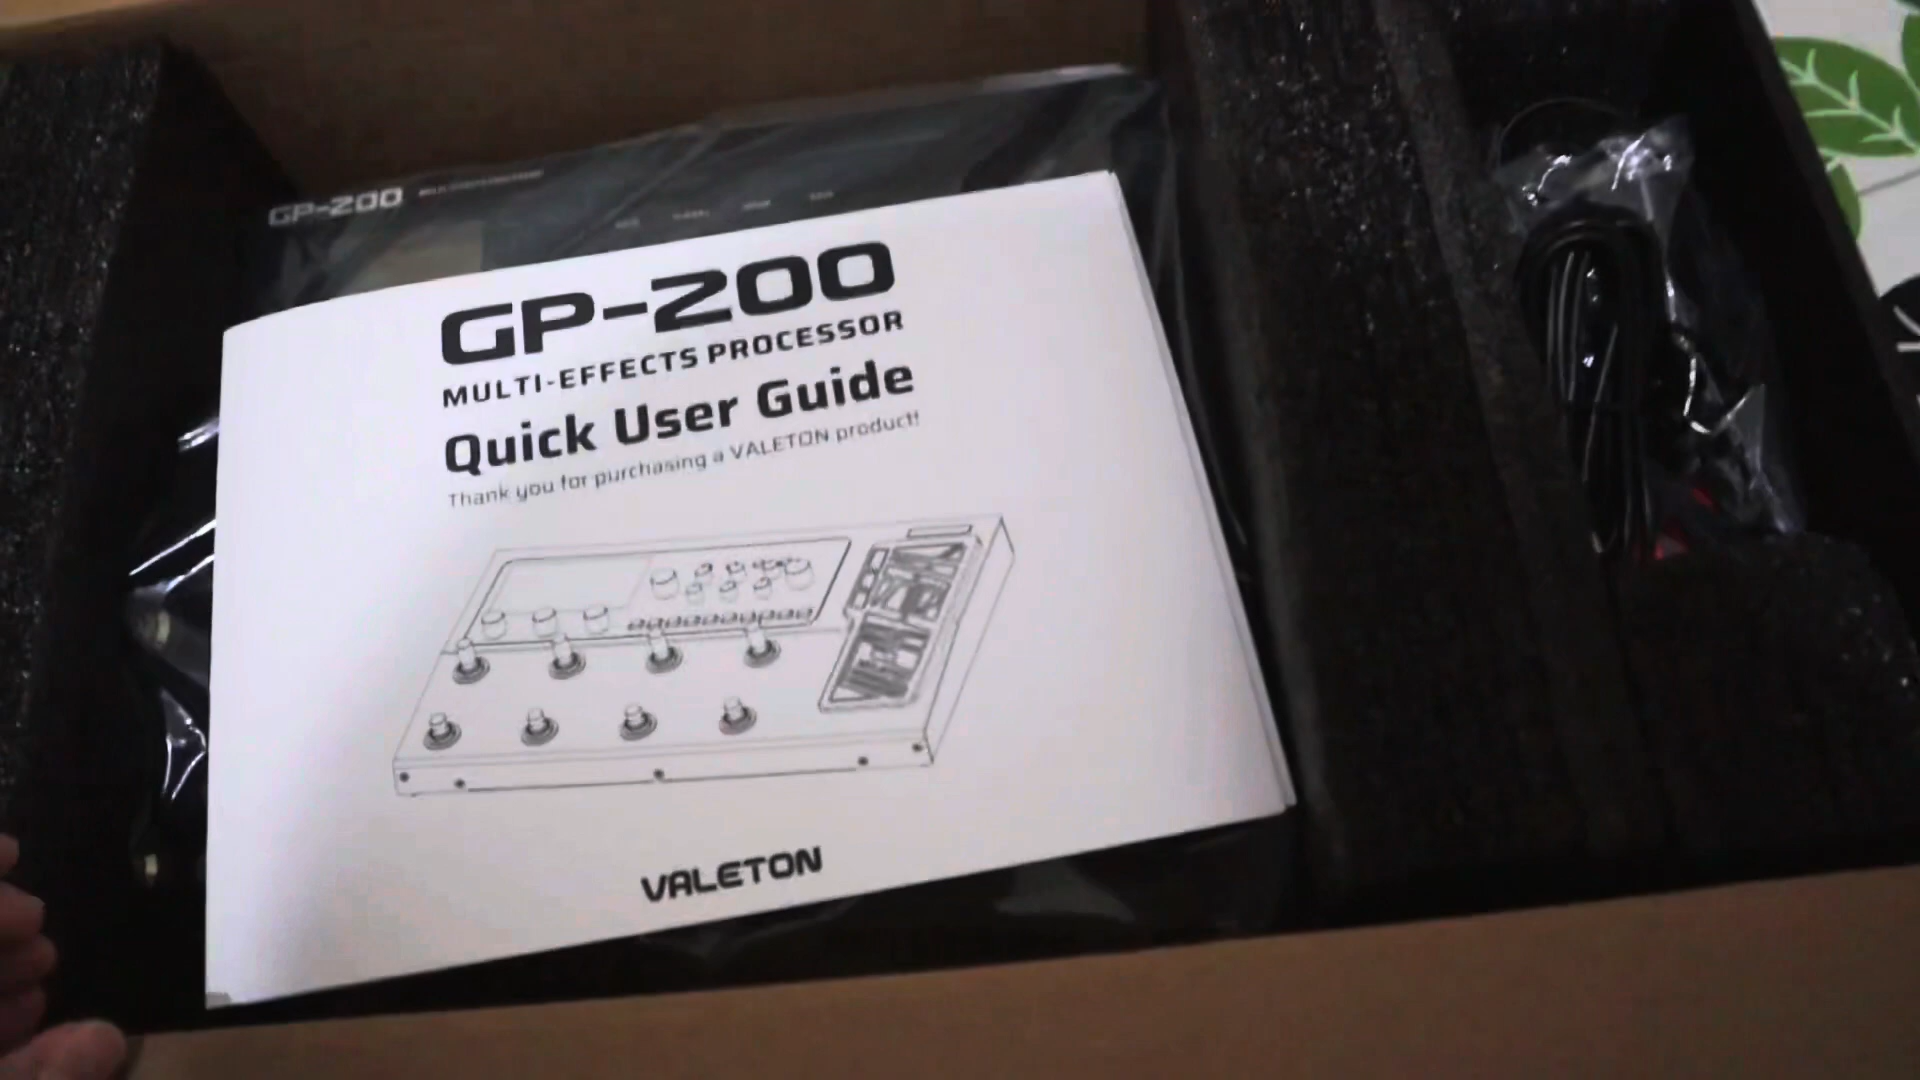 GP-200
GP-200
MULTI-EFFECTS PROCESSOR
Quick User Guide
Thank you for purchasing a VALETON product!
VALETON